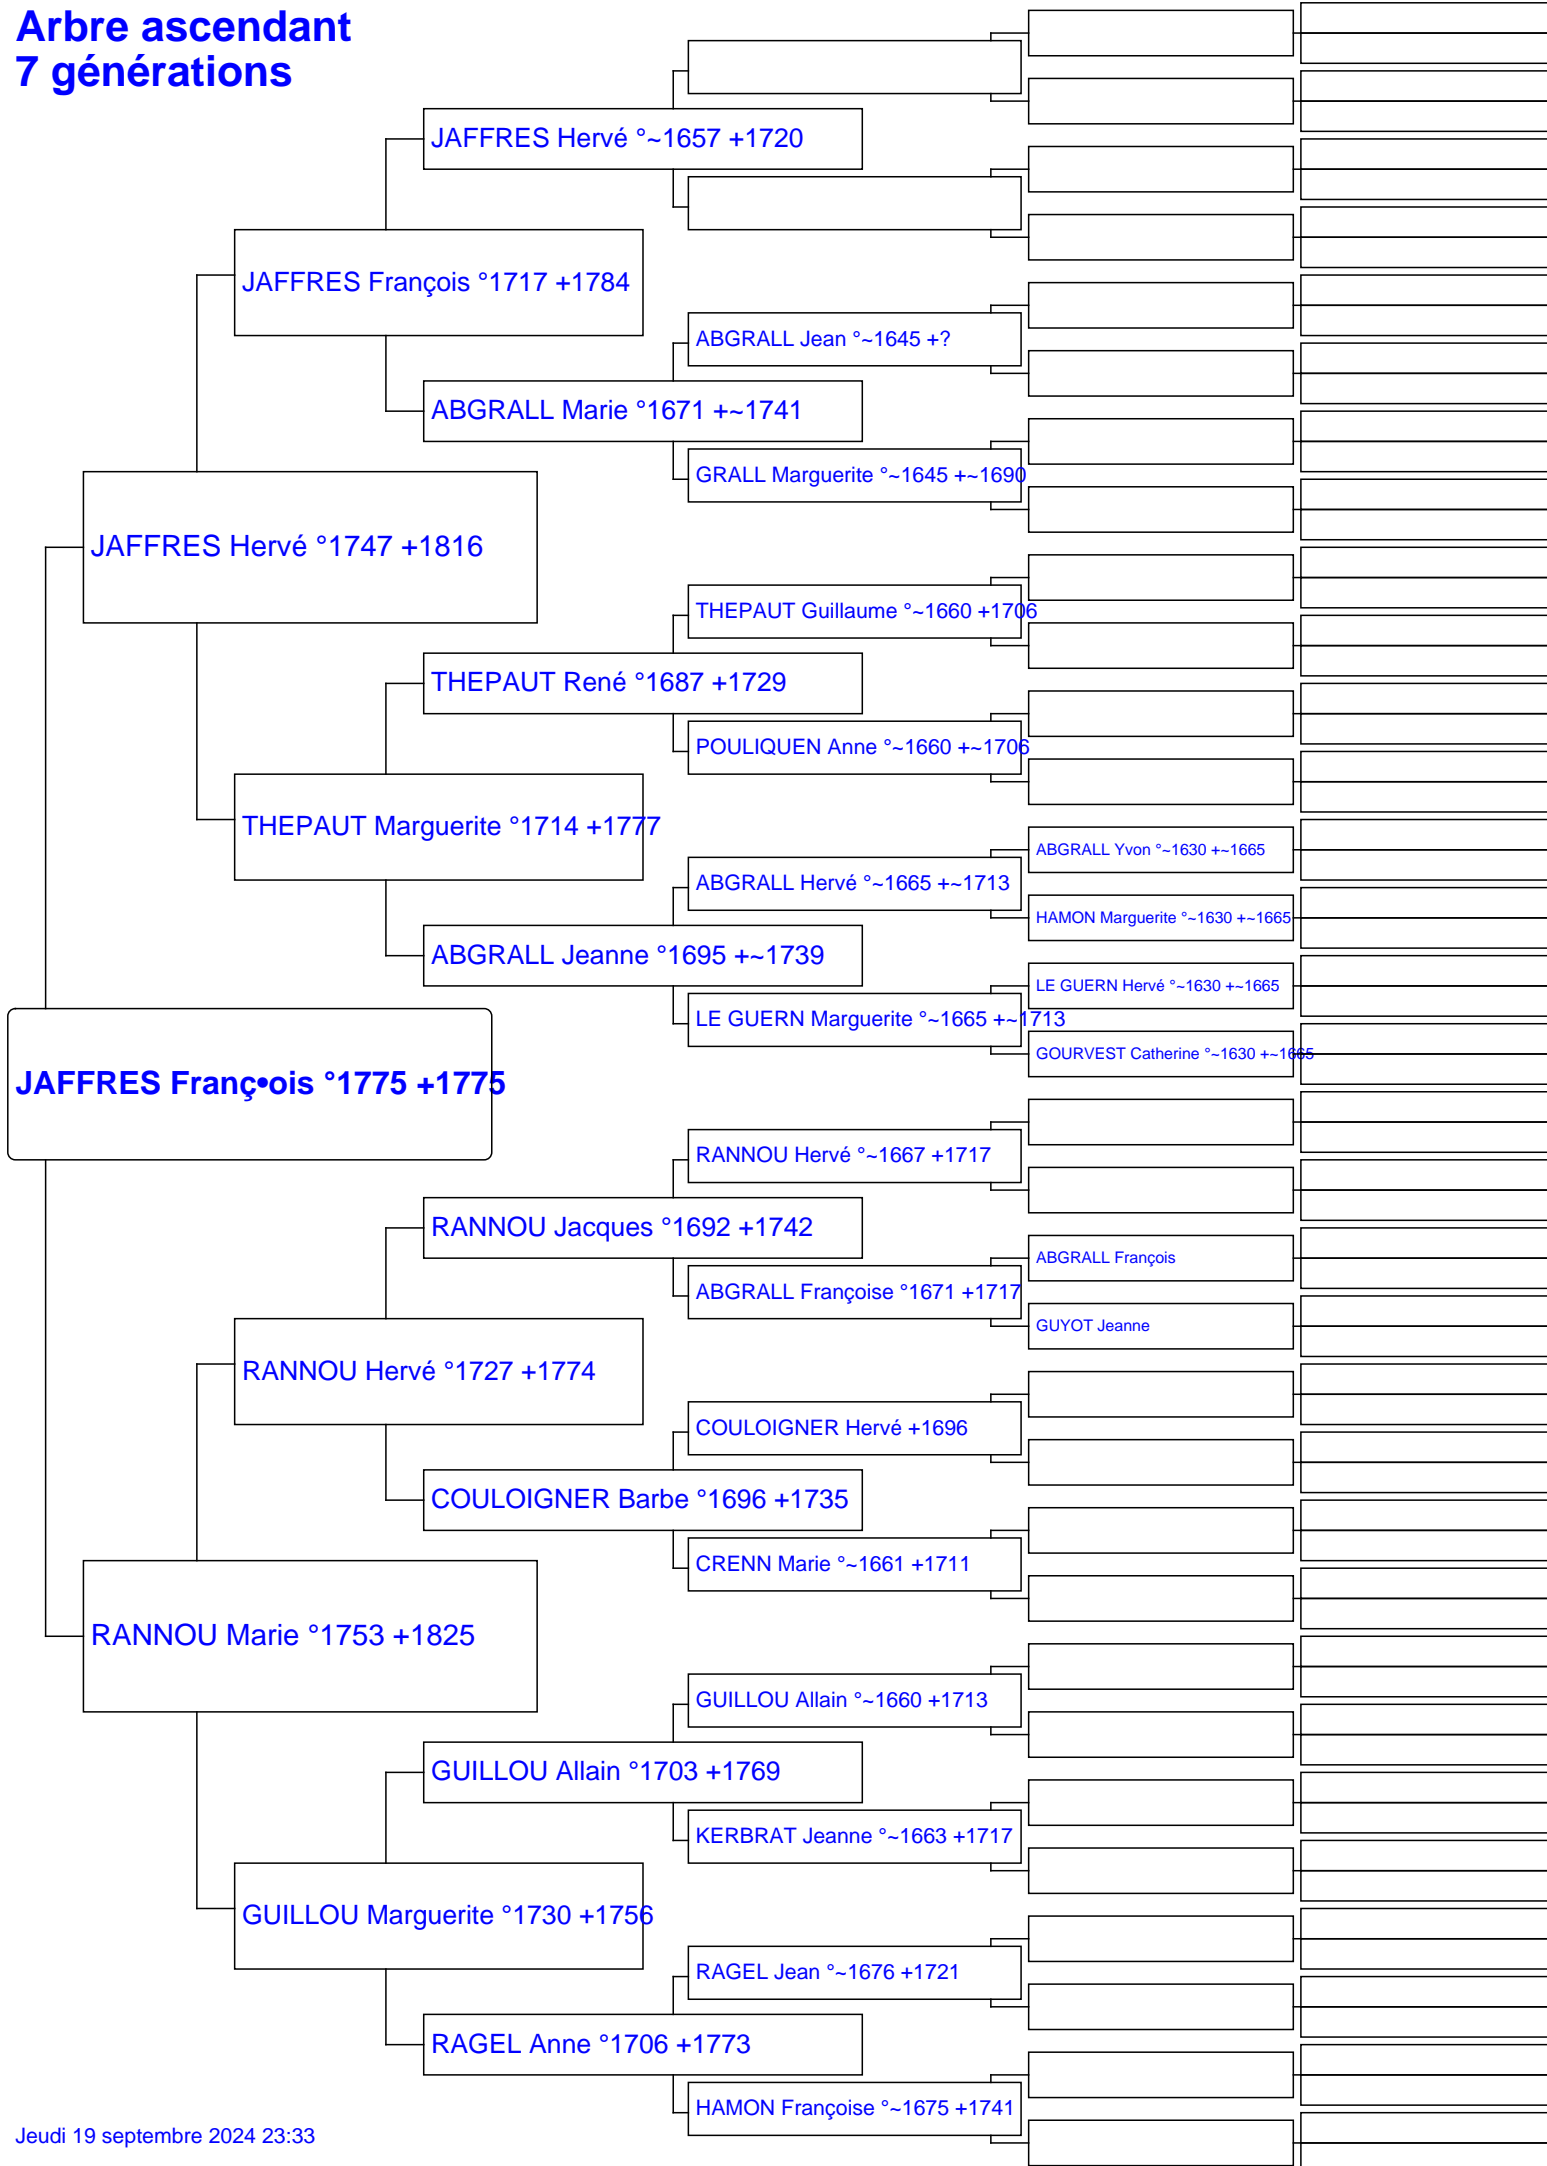 Arbre ascendant
7 générations
JAFFRES Hervé °~1657 +1720
JAFFRES François °1717 +1784
ABGRALL Jean °~1645 +?
ABGRALL Marie °1671 +~1741
GRALL Marguerite °~1645 +~1690
JAFFRES Hervé °1747 +1816
THEPAUT Guillaume °~1660 +1706
THEPAUT René °1687 +1729
POULIQUEN Anne °~1660 +~1706
THEPAUT Marguerite °1714 +1777
ABGRALL Yvon °~1630 +~1665
ABGRALL Hervé °~1665 +~1713
HAMON Marguerite °~1630 +~1665
ABGRALL Jeanne °1695 +~1739
LE GUERN Hervé °~1630 +~1665
LE GUERN Marguerite °~1665 +~1713
GOURVEST Catherine °~1630 +~1665
JAFFRES Franç•ois °1775 +1775
RANNOU Hervé °~1667 +1717
RANNOU Jacques °1692 +1742
ABGRALL François
ABGRALL Françoise °1671 +1717
GUYOT Jeanne
RANNOU Hervé °1727 +1774
COULOIGNER Hervé +1696
COULOIGNER Barbe °1696 +1735
CRENN Marie °~1661 +1711
RANNOU Marie °1753 +1825
GUILLOU Allain °~1660 +1713
GUILLOU Allain °1703 +1769
KERBRAT Jeanne °~1663 +1717
GUILLOU Marguerite °1730 +1756
RAGEL Jean °~1676 +1721
RAGEL Anne °1706 +1773
HAMON Françoise °~1675 +1741
Jeudi 19 septembre 2024 23:33